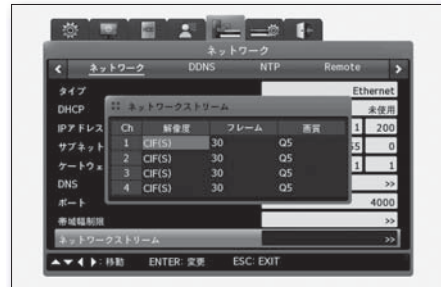 ネットワーク
ネットワーク DDNS NTP Remote
タイプ Ethernet
DHCP 未使用
IPアドレス 1 200
サブネット 0
ゲートウェ 1 1
DNS >>
ポート 4000
帯域幅制限 >>
ネットワークストリーム >>
ネットワークストリーム
Ch 解像度 フレーム 画質
1 CIF(S) 30 Q5
2 CIF(S) 30 Q5
3 CIF(S) 30 Q5
4 CIF(S) 30 Q5
▲▼◀▶: 移動 ENTER: 変更 ESC: EXIT